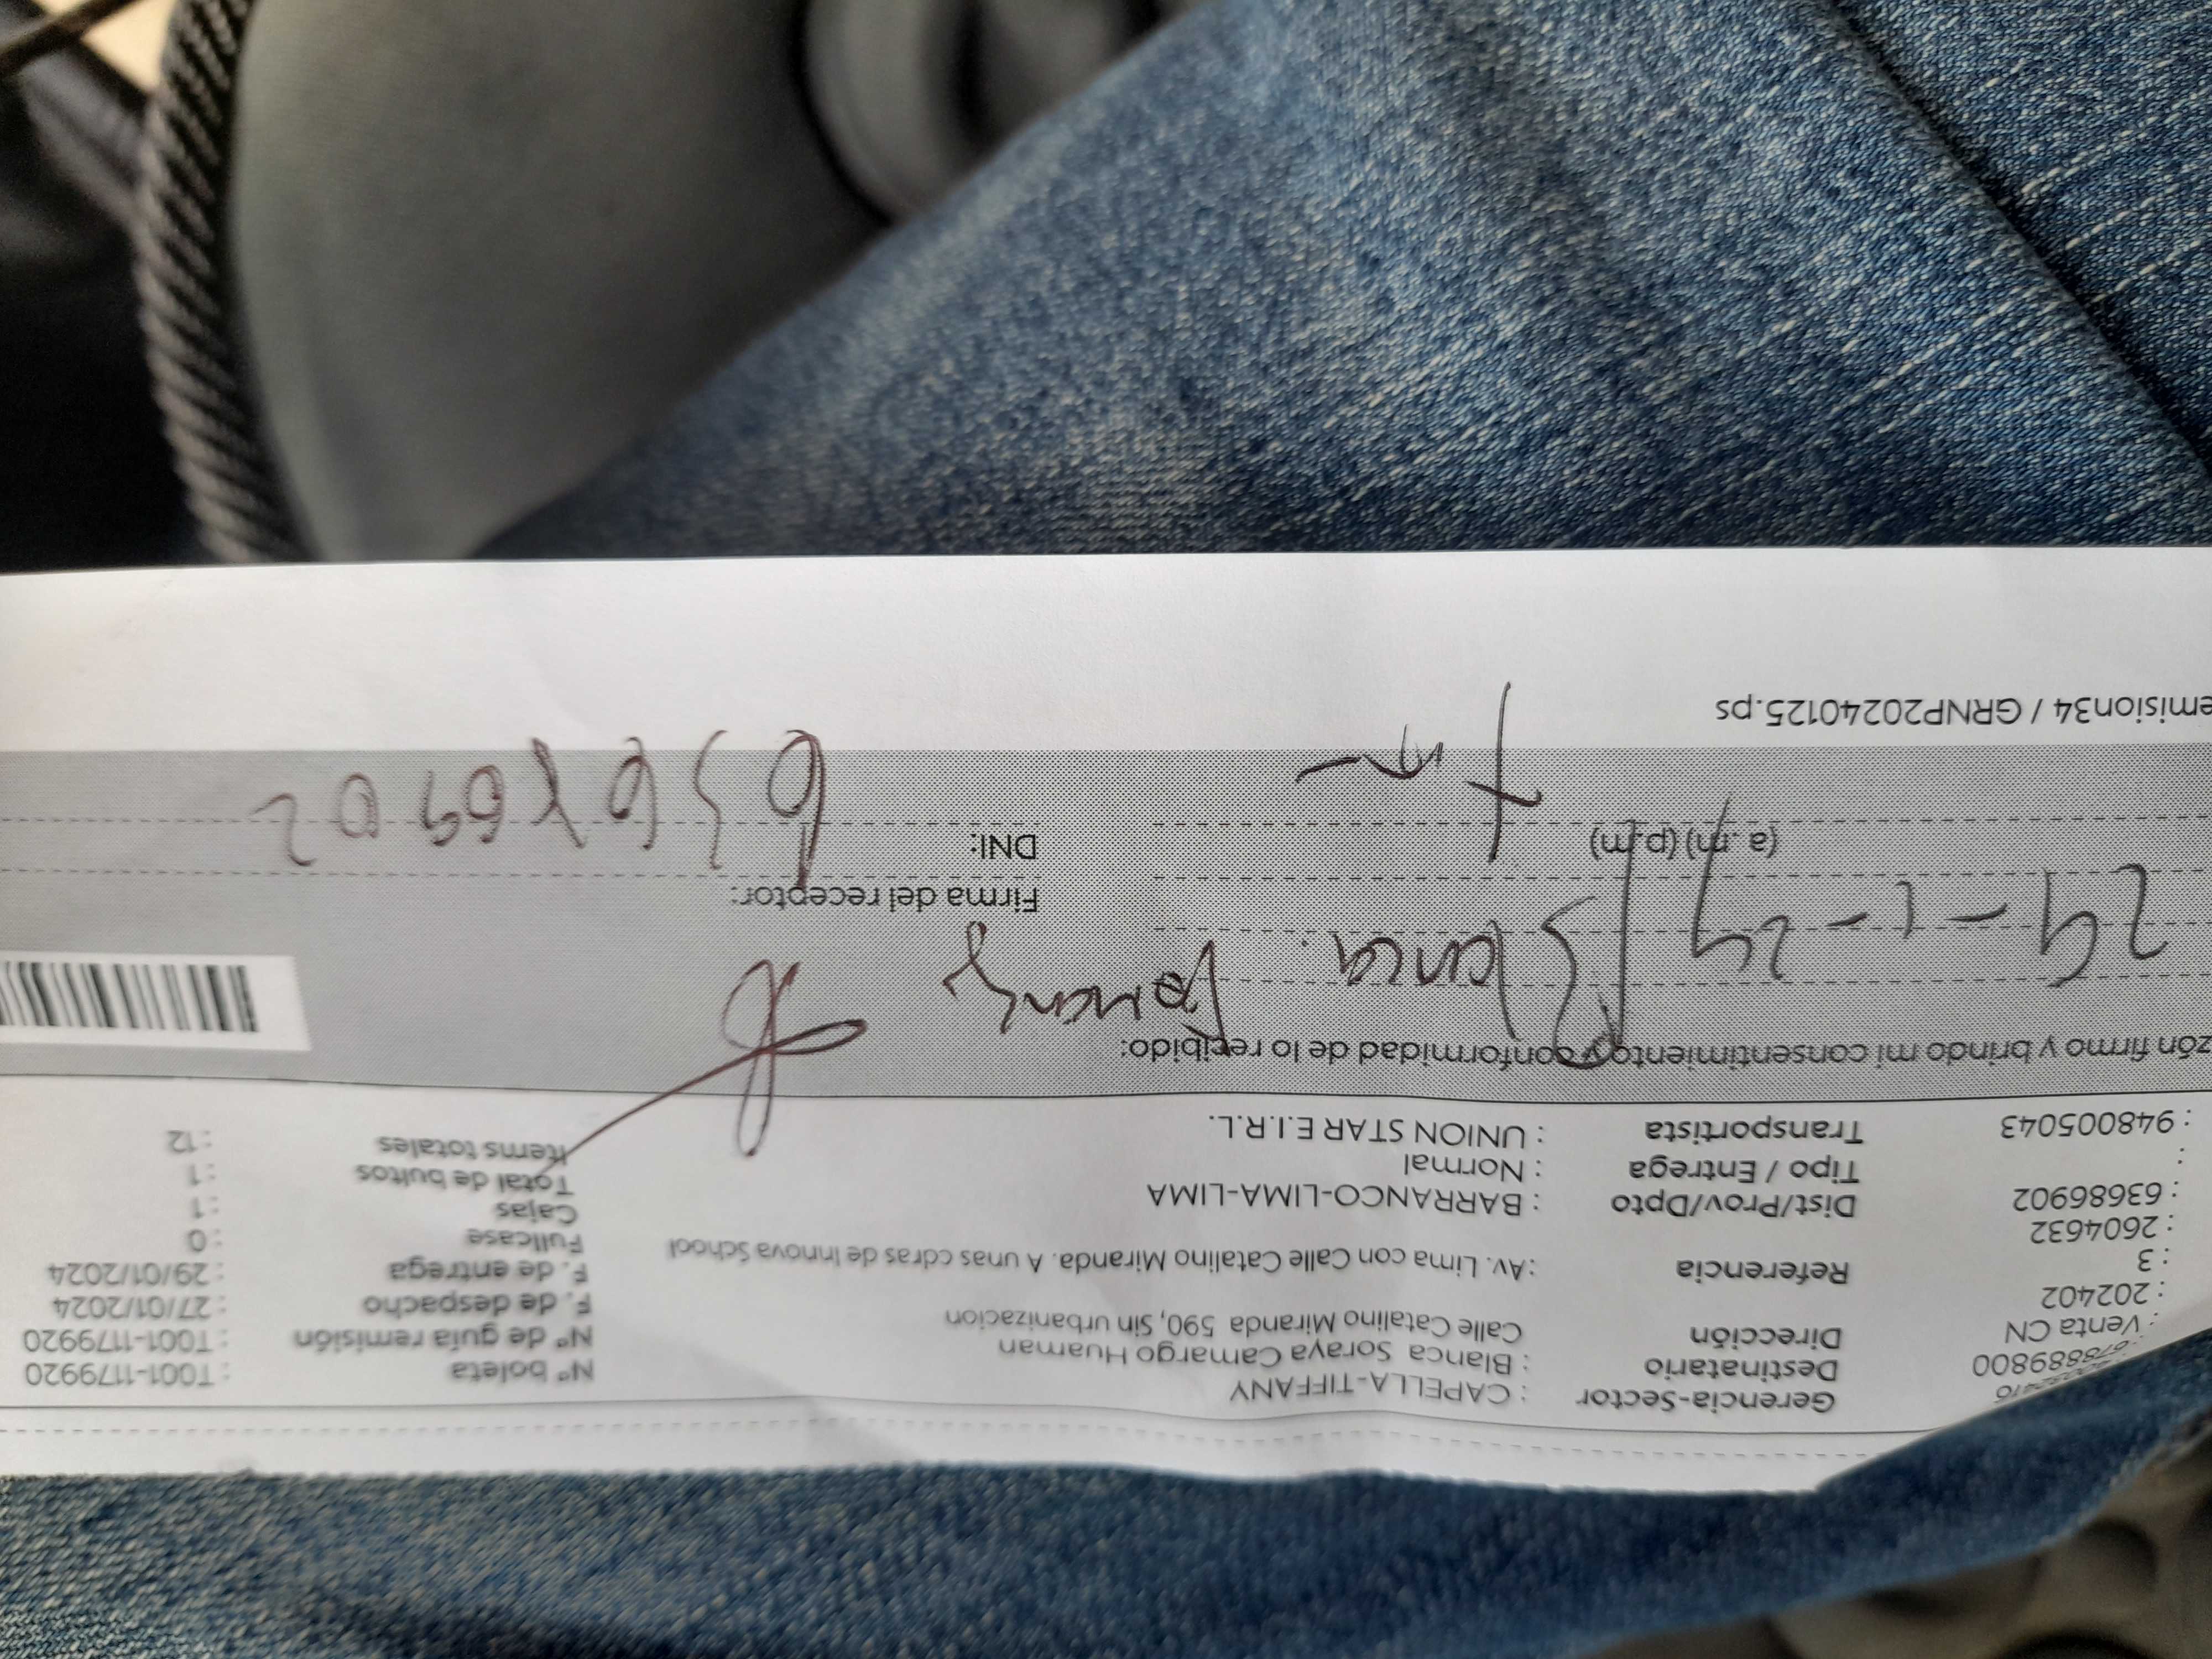 : 678889800 Gerencia-Sector : CAPELLA-TIFFANY Nº boleta : T001-1179920
: Venta CN Destinatario : Blanca Soraya Camargo Huaman Nº de guía remisión : T001-1179920
: 202402 Dirección Calle Catalino Miranda 590, Sin urbanizacion F. de despacho : 27/01/2024
: 3 Referencia : Av. Lima con Calle Catalino Miranda. A unas cdras de Innova School F. de entrega : 29/01/2024
: 2604632 Fullcase : 0
: 63686902 Dist/Prov/Dpto : BARRANCO-LIMA-LIMA Cajas : 1
: Tipo / Entrega : Normal Total de bultos : 1
: 948005043 Transportista : UNION STAR E.I.R.L. Items totales : 12
zón firmo y brindo mi consentimiento y conformidad de lo recibido:
29-1-24 Blanca
Firma del receptor:
(a.m) (p.m) DNI:
emision34 / GRNP20240125.ps